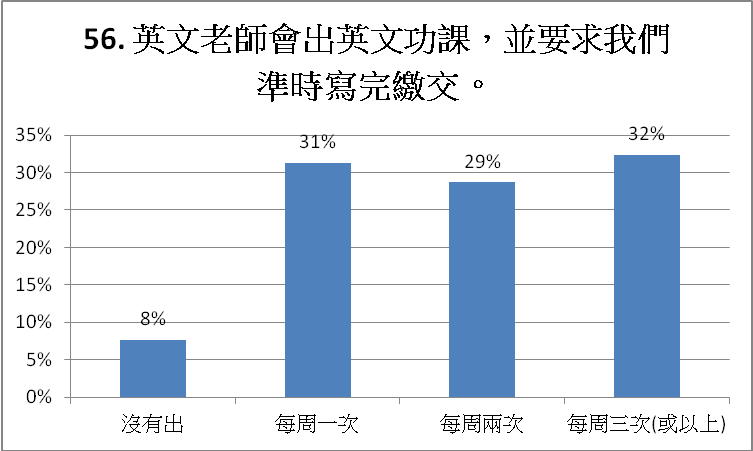 56. 英文老師會出英文功課，並要求我們
準時寫完繳交。
35%
30%
25%
20%
15%
10%
5%
0%
8%
31%
29%
32%
沒有出
每周一次
每周兩次
每周三次(或以上)